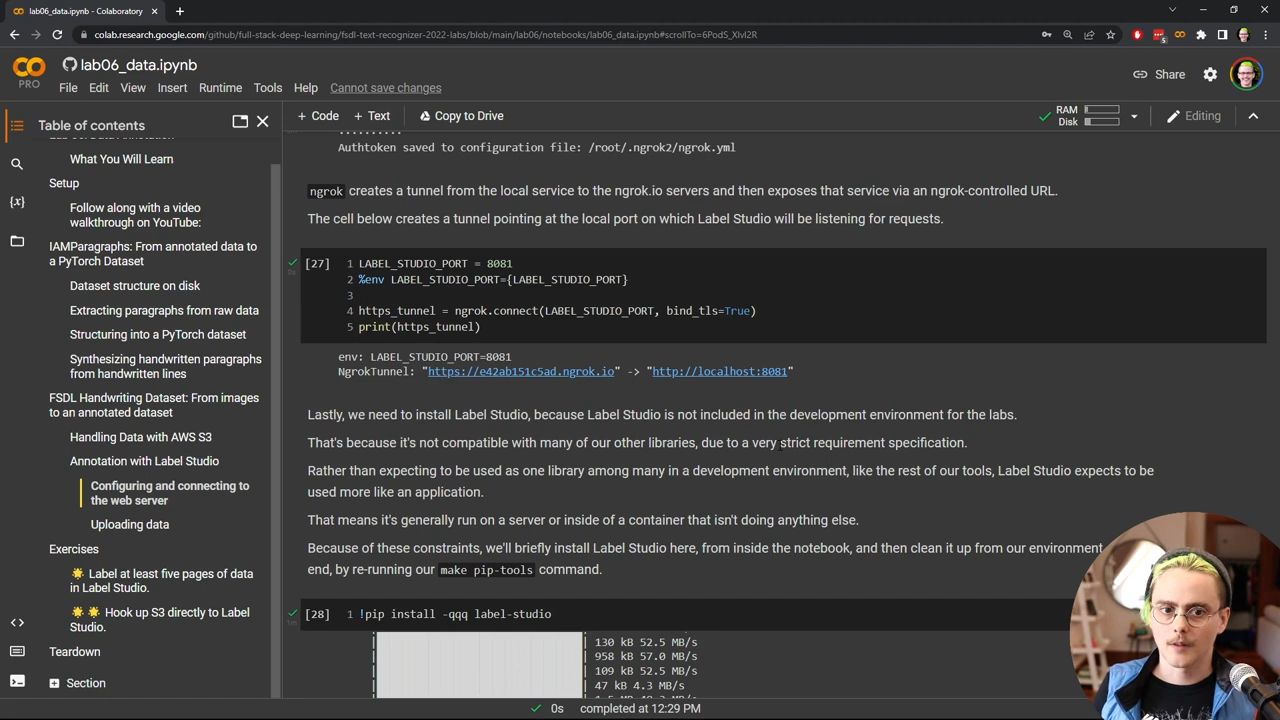 lab06_data.ipynb - Colaboratory
colab.research.google.com/github/full-stack-deep-learning/fsdl-text-recognizer-2022-labs/blob/main/lab06/notebooks/lab06_data.ipynb#scrollTo=6PodS_Xlvl2R
PRO
lab06_data.ipynb
File Edit View Insert Runtime Tools Help Cannot save changes
Share
Table of contents
+ Code + Text Copy to Drive
RAM
Disk
Editing
What You Will Learn
Setup
Follow along with a video
walkthrough on YouTube:
IAMParagraphs: From annotated data to
a PyTorch Dataset
Dataset structure on disk
Extracting paragraphs from raw data
Structuring into a PyTorch dataset
Synthesizing handwritten paragraphs
from handwritten lines
FSDL Handwriting Dataset: From images
to an annotated dataset
Handling Data with AWS S3
Annotation with Label Studio
Configuring and connecting to
the web server
Uploading data
Exercises
🌟 Label at least five pages of data
in Label Studio.
🌟🌟 Hook up S3 directly to Label
Studio.
Teardown
Section
..........
Authtoken saved to configuration file: /root/.ngrok2/ngrok.yml
ngrok creates a tunnel from the local service to the ngrok.io servers and then exposes that service via an ngrok-controlled URL.
The cell below creates a tunnel pointing at the local port on which Label Studio will be listening for requests.
[27] 1 LABEL_STUDIO_PORT = 8081
0s
2 %env LABEL_STUDIO_PORT={LABEL_STUDIO_PORT}
3
4 https_tunnel = ngrok.connect(LABEL_STUDIO_PORT, bind_tls=True)
5 print(https_tunnel)
env: LABEL_STUDIO_PORT=8081
NgrokTunnel: "https://e42ab151c5ad.ngrok.io" -> "http://localhost:8081"
Lastly, we need to install Label Studio, because Label Studio is not included in the development environment for the labs.
That's because it's not compatible with many of our other libraries, due to a very strict requirement specification.
Rather than expecting to be used as one library among many in a development environment, like the rest of our tools, Label Studio expects to be
used more like an application.
That means it's generally run on a server or inside of a container that isn't doing anything else.
Because of these constraints, we'll briefly install Label Studio here, from inside the notebook, and then clean it up from our environment
end, by re-running our make pip-tools command.
[28] 1 !pip install -qqq label-studio
1m
130 kB 52.5 MB/s
958 kB 57.0 MB/s
109 kB 52.5 MB/s
47 kB 4.3 MB/s
0s completed at 12:29 PM